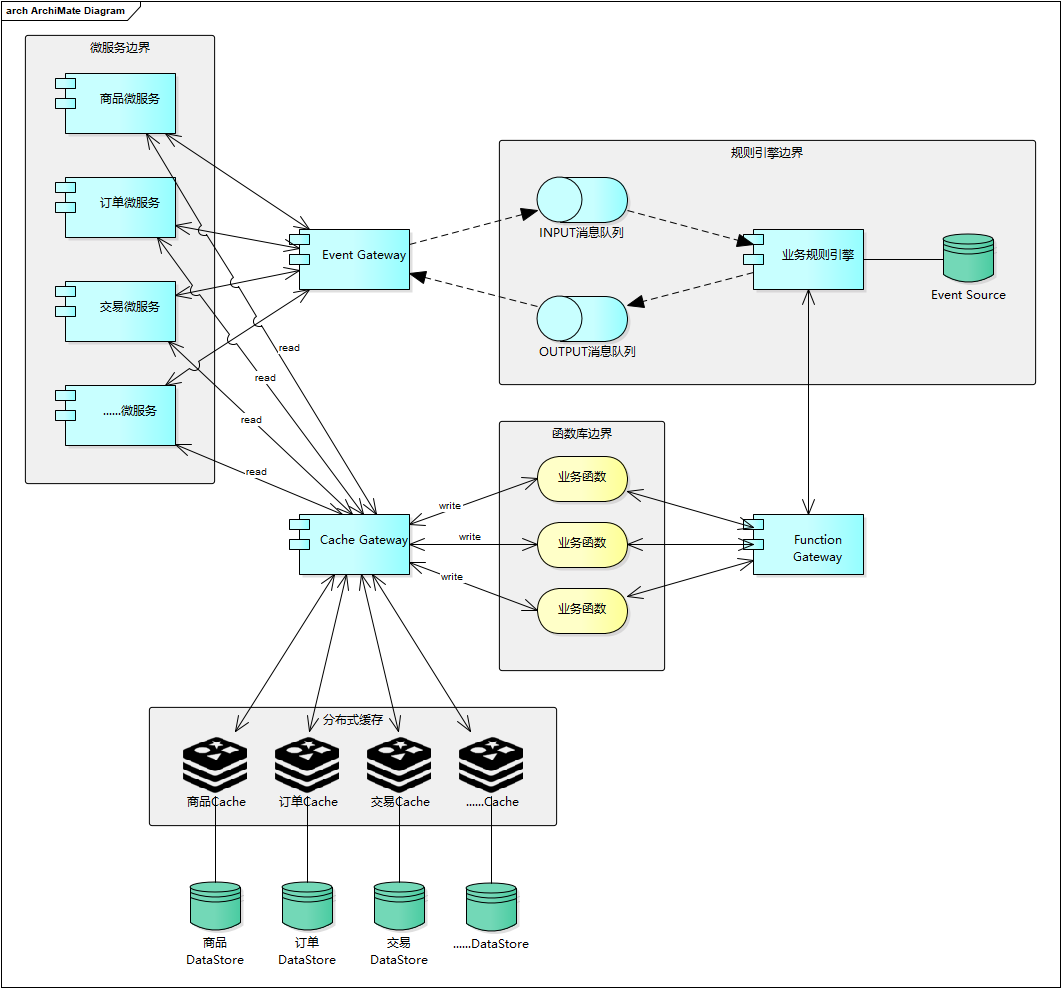 arch ArchiMate Diagram
微服务边界
商品微服务
订单微服务
交易微服务
......微服务
Event Gateway
规则引擎边界
INPUT消息队列
OUTPUT消息队列
业务规则引擎
Event Source
read
read
read
read
函数库边界
业务函数
业务函数
业务函数
write
write
write
Cache Gateway
Function
Gateway
分布式缓存
商品Cache
订单Cache
交易Cache
......Cache
商品
DataStore
订单
DataStore
交易
DataStore
......DataStore